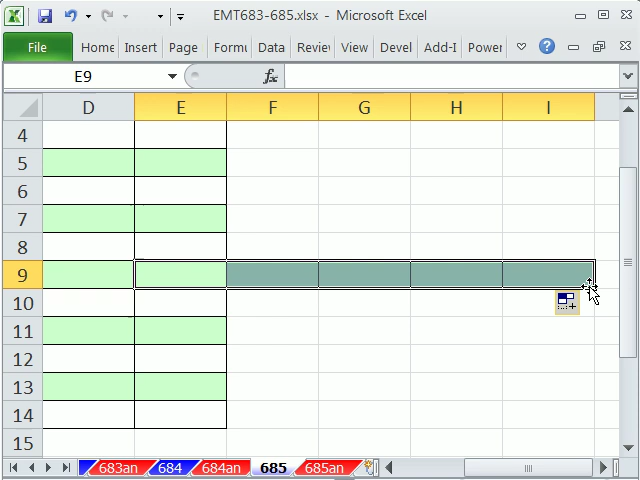 EMT683-685.xlsx - Microsoft Excel
File Home Insert Page Formu Data Review View Devel Add-I Power
E9 fx
D E F G H I
4
5
6
7
8
9
10
11
12
13
14
15
683an 684 684an 685 685an